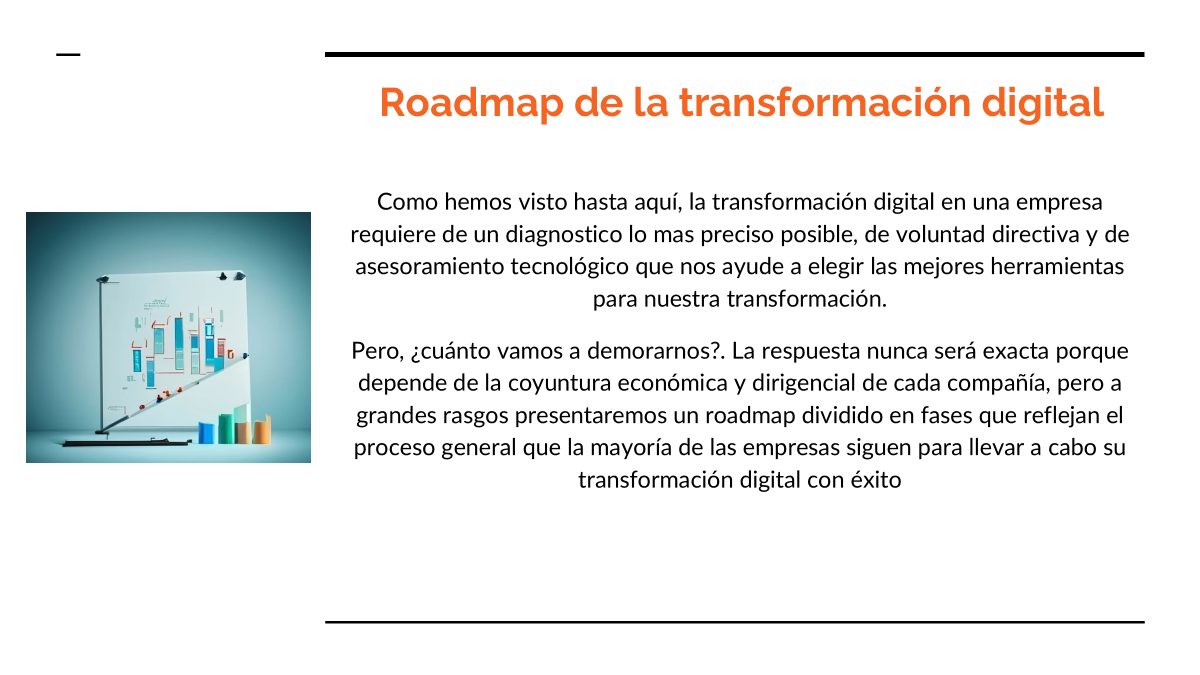 Roadmap de la transformación digital
Como hemos visto hasta aquí, la transformación digital en una empresa
requiere de un diagnostico lo mas preciso posible, de voluntad directiva y de
asesoramiento tecnológico que nos ayude a elegir las mejores herramientas
para nuestra transformación.
Pero, ¿cuánto vamos a demorarnos?. La respuesta nunca será exacta porque
depende de la coyuntura económica y dirigencial de cada compañía, pero a
grandes rasgos presentaremos un roadmap dividido en fases que reflejan el
proceso general que la mayoría de las empresas siguen para llevar a cabo su
transformación digital con éxito